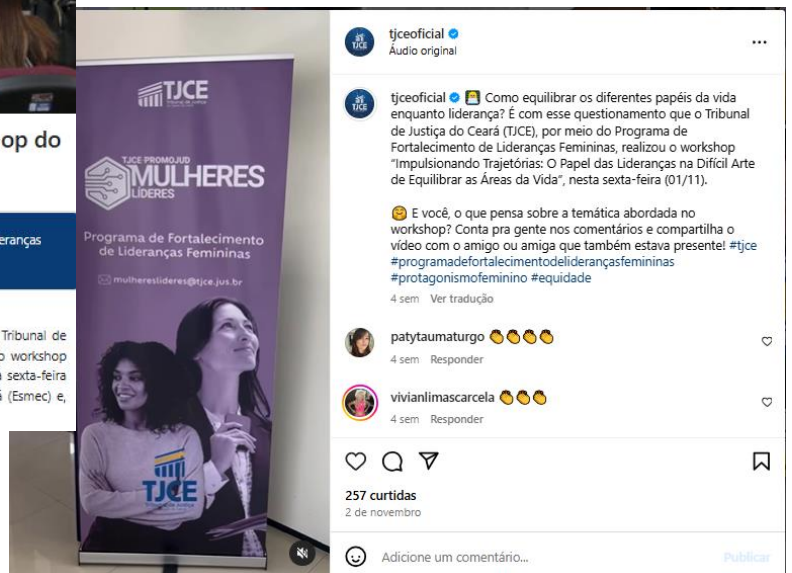 op do
eranças
Tribunal de
o workshop
sexta-feira
(Esmec) e,
TJCE
Tribunal de Justiça
TJCE-PROMOJUD
MULHERES
LÍDERES
Programa de Fortalecimento
de Lideranças Femininas
mulhereslideres@tjce.jus.br
TJCE
tjceoficial
Áudio original
TJCE
tjceoficial Como equilibrar os diferentes papéis da vida
enquanto liderança? É com esse questionamento que o Tribunal
de Justiça do Ceará (TJCE), por meio do Programa de
Fortalecimento de Lideranças Femininas, realizou o workshop
“Impulsionando Trajetórias: O Papel das Lideranças na Difícil Arte
de Equilibrar as Áreas da Vida”, nesta sexta-feira (01/11).
🤗 E você, o que pensa sobre a temática abordada no
workshop? Conta pra gente nos comentários e compartilha o
vídeo com o amigo ou amiga que também estava presente! #tjce
#programadefortalecimentodeliderançasfemininas
#protagonismofeminino #equidade
4 sem Ver tradução
patytaumaturgo 👏👏👏👏
4 sem Responder
vivianlimascarcela 👏👏👏
4 sem Responder
257 curtidas
2 de novembro
Adicione um comentário...
Publicar